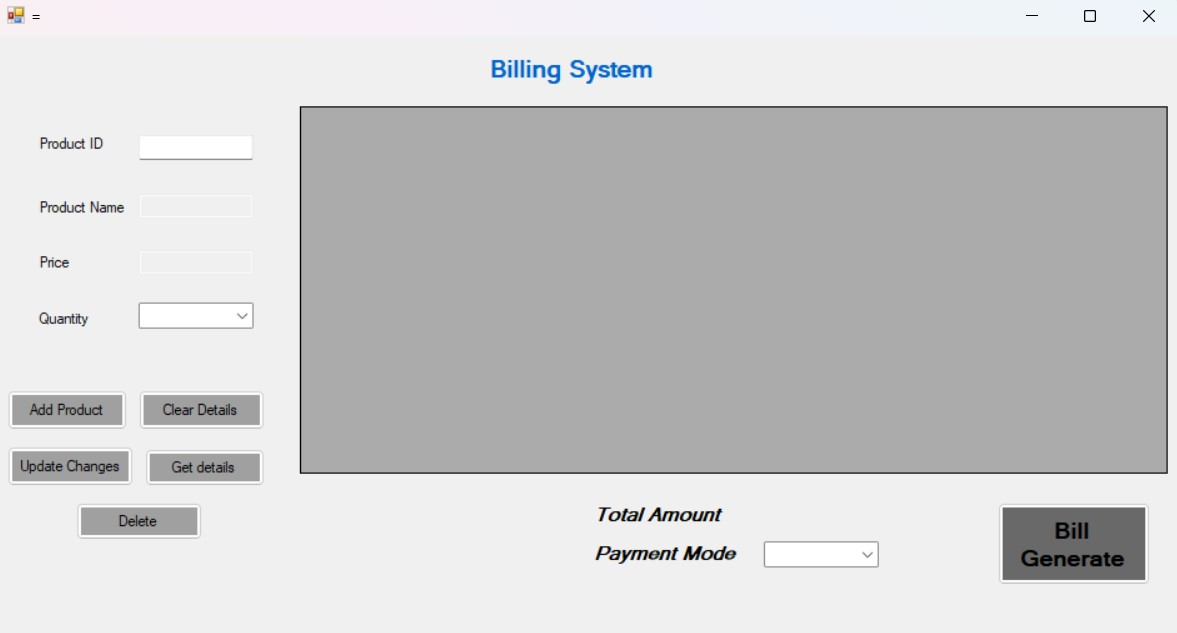 =
Billing System
Product ID
Product Name
Price
Quantity
Add Product
Clear Details
Update Changes
Get details
Delete
Total Amount
Payment Mode
Bill
Generate